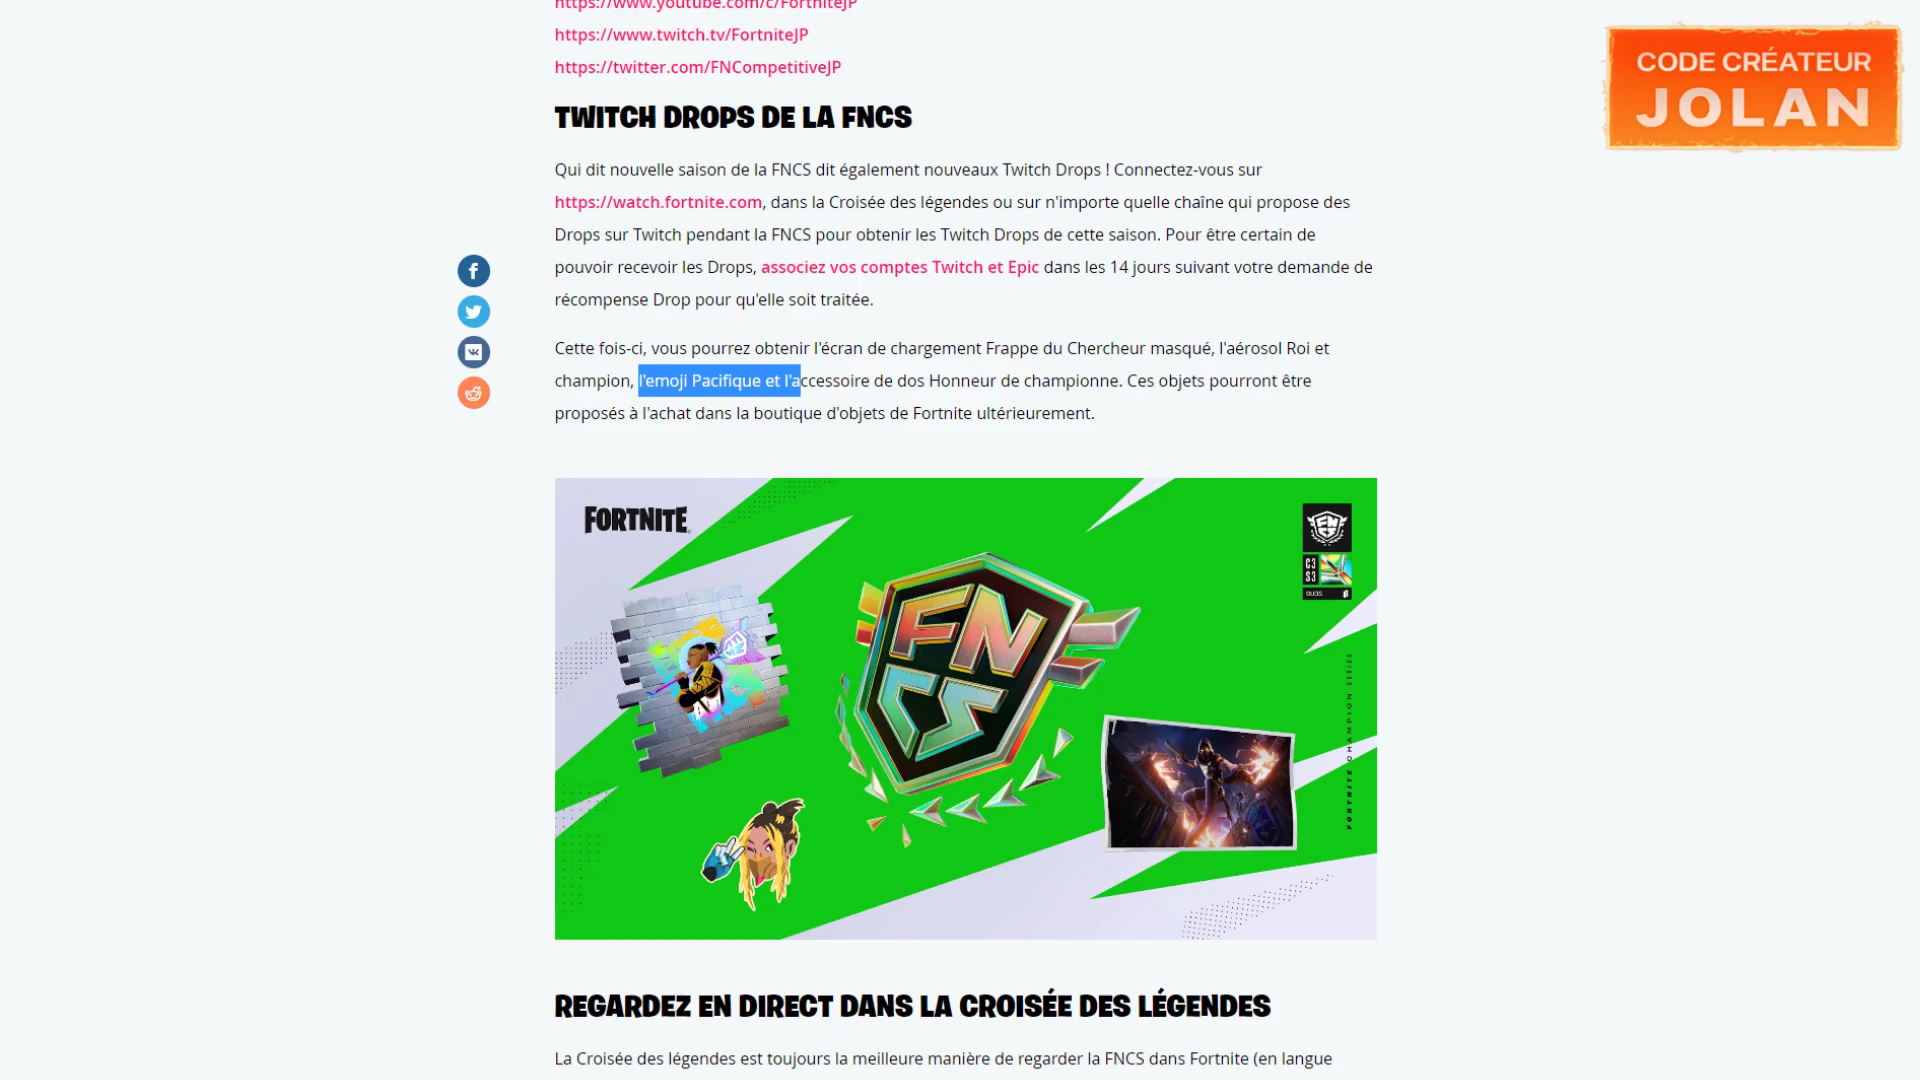 https://www.youtube.com/c/FortniteJP
https://www.twitch.tv/FortniteJP
https://twitter.com/FNCompetitiveJP
CODE CRÉATEUR
JOLAN
TWITCH DROPS DE LA FNCS
Qui dit nouvelle saison de la FNCS dit également nouveaux Twitch Drops ! Connectez-vous sur
https://watch.fortnite.com, dans la Croisée des légendes ou sur n'importe quelle chaîne qui propose des
Drops sur Twitch pendant la FNCS pour obtenir les Twitch Drops de cette saison. Pour être certain de
pouvoir recevoir les Drops, associez vos comptes Twitch et Epic dans les 14 jours suivant votre demande de
récompense Drop pour qu'elle soit traitée.
Cette fois-ci, vous pourrez obtenir l'écran de chargement Frappe du Chercheur masqué, l'aérosol Roi et
champion, l'emoji Pacifique et l'accessoire de dos Honneur de championne. Ces objets pourront être
proposés à l'achat dans la boutique d'objets de Fortnite ultérieurement.
FORTNITE
FNCS
C3
S3
DUOS
FNCS
FORTNITE CHAMPION SERIES
REGARDEZ EN DIRECT DANS LA CROISÉE DES LÉGENDES
La Croisée des légendes est toujours la meilleure manière de regarder la FNCS dans Fortnite (en langue